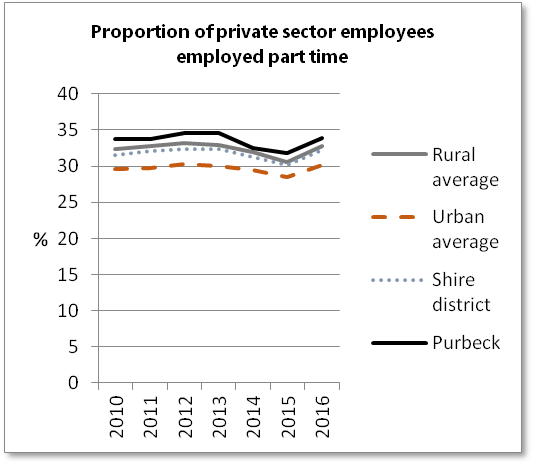 Proportion of private sector employees
employed part time
40
35
30
25
20
15
10
5
0
%
2010
2011
2012
2013
2014
2015
2016
Rural
average
Urban
average
Shire
district
Purbeck